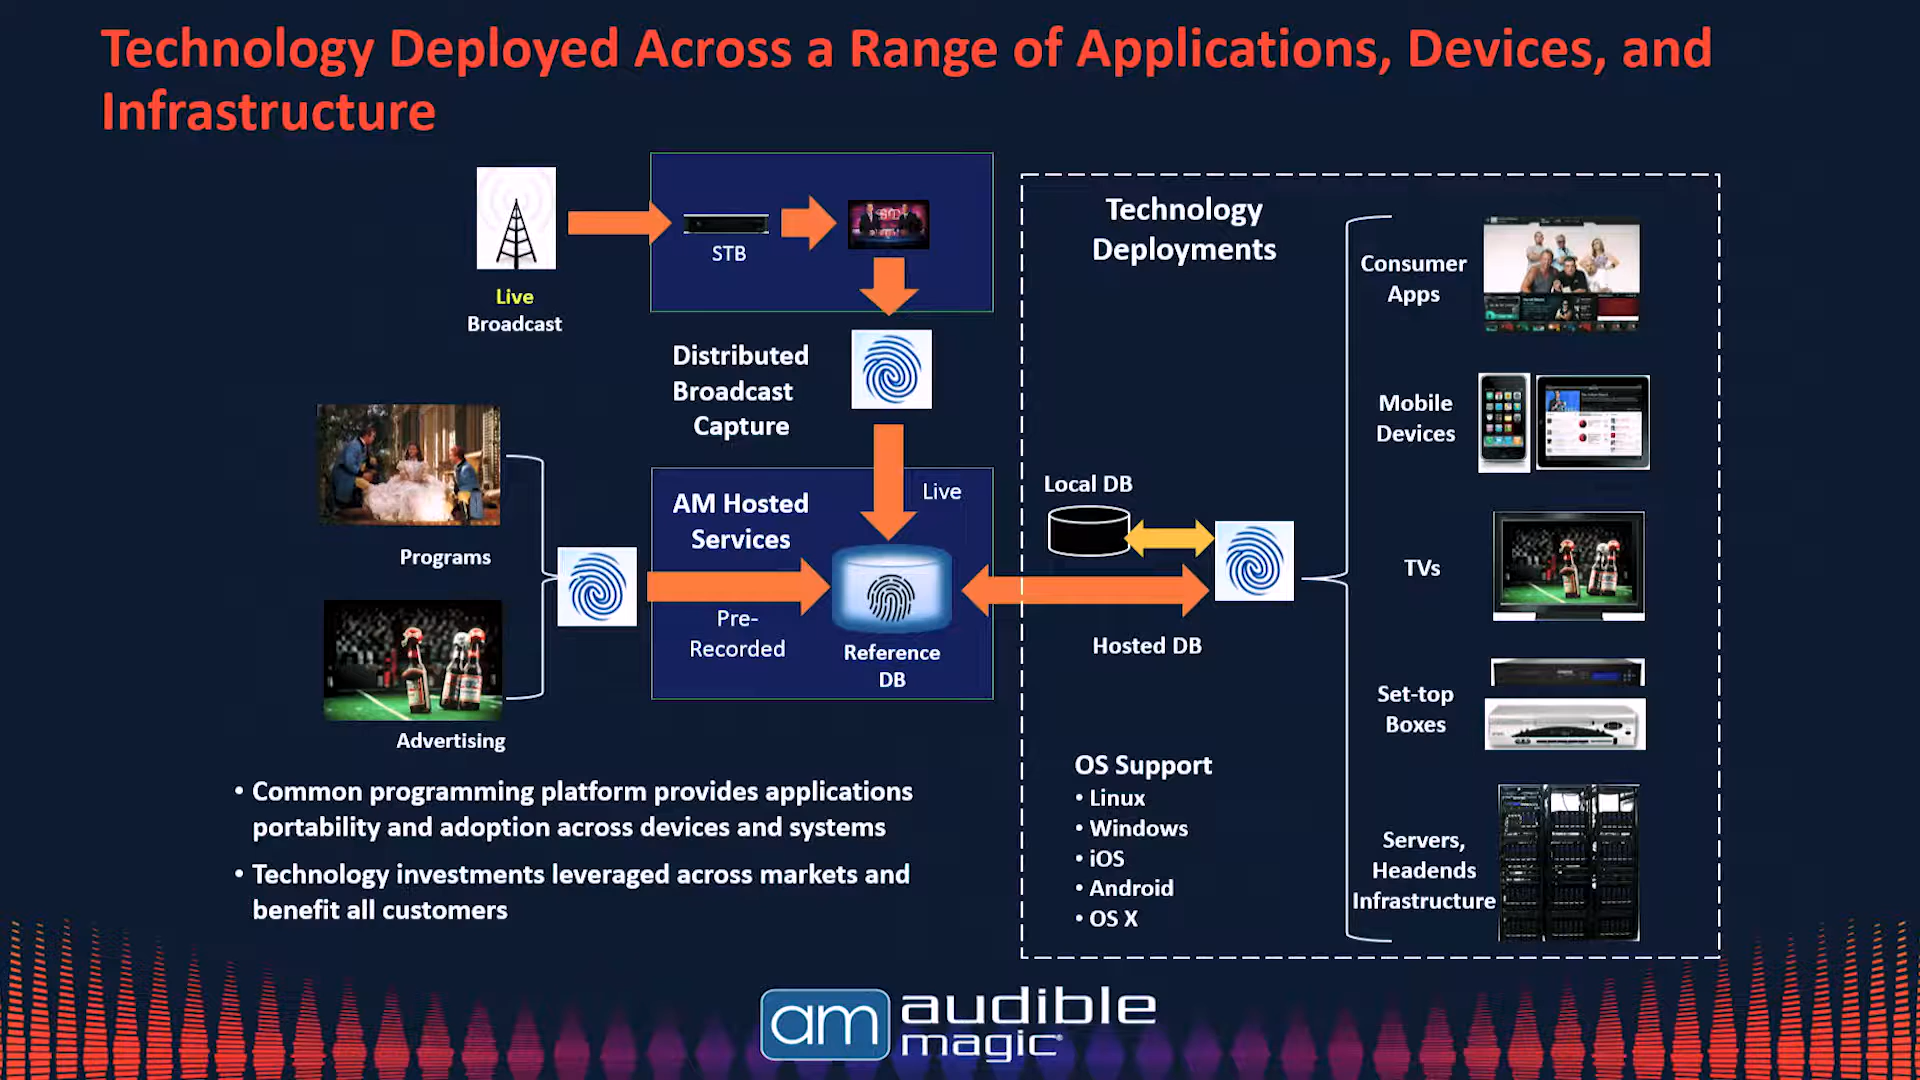 Technology Deployed Across a Range of Applications, Devices, and
Infrastructure
STB
Live
Broadcast
Distributed
Broadcast
Capture
Programs
Advertising
AM Hosted
Services
Live
Pre-
Recorded
Reference
DB
Technology
Deployments
Local DB
Hosted DB
Consumer
Apps
Mobile
Devices
TVs
Set-top
Boxes
Servers,
Headends
Infrastructure
OS Support
• Linux
• Windows
• iOS
• Android
• OS X
• Common programming platform provides applications
portability and adoption across devices and systems
• Technology investments leveraged across markets and
benefit all customers
am audible
magic